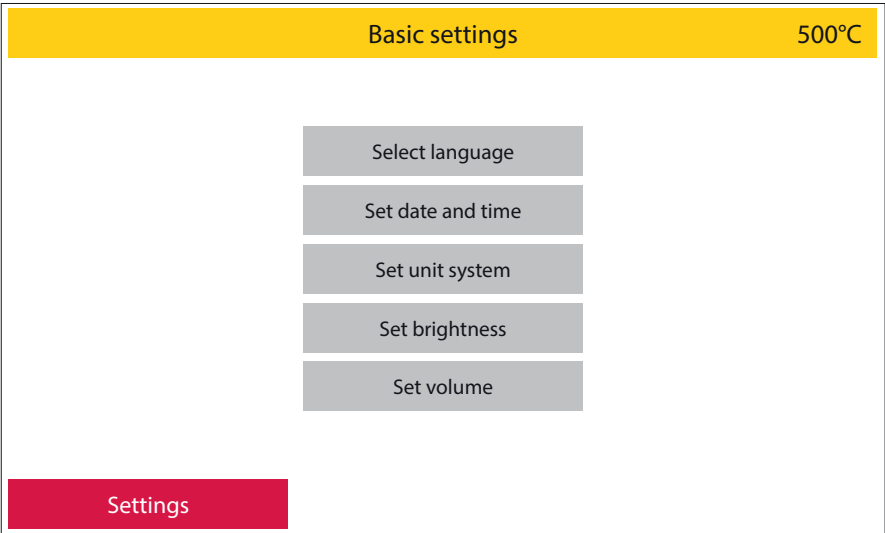 Basic settings
500°C
Select language
Set date and time
Set unit system
Set brightness
Set volume
Settings